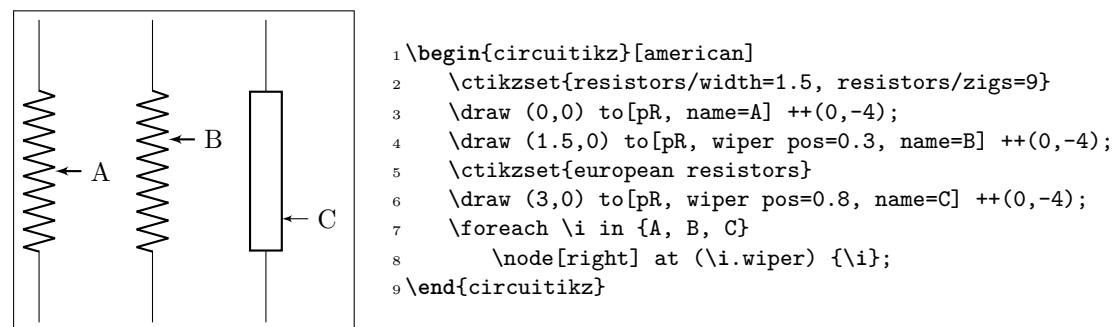 A
B
C
1 \begin{circuitikz}[american]
2     \ctikzset{resistors/width=1.5, resistors/zigs=9}
3     \draw (0,0) to[pR, name=A] ++(0,-4);
4     \draw (1.5,0) to[pR, wiper pos=0.3, name=B] ++(0,-4);
5     \ctikzset{european resistors}
6     \draw (3,0) to[pR, wiper pos=0.8, name=C] ++(0,-4);
7     \foreach \i in {A, B, C}
8         \node[right] at (\i.wiper) {\i};
9 \end{circuitikz}